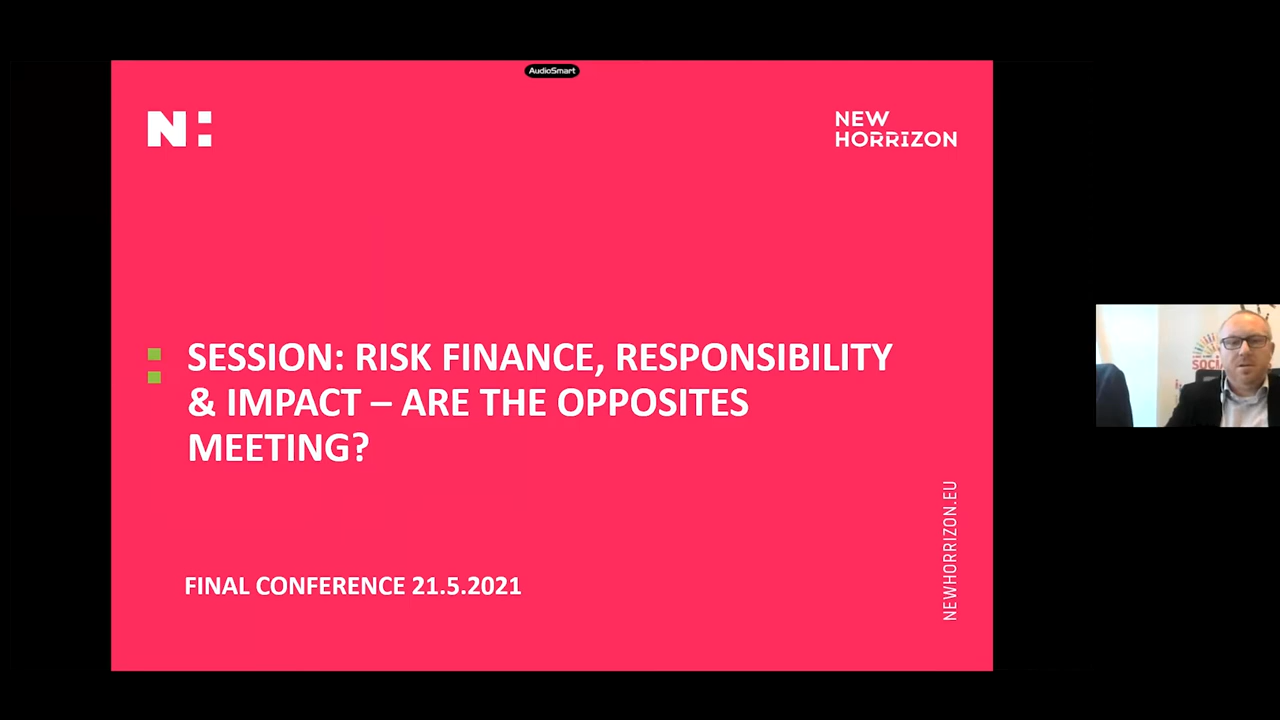 AudioSmart
N:
NEW
HORRIZON
SESSION: RISK FINANCE, RESPONSIBILITY
& IMPACT – ARE THE OPPOSITES
MEETING?
FINAL CONFERENCE 21.5.2021
NEWHORRIZON.EU